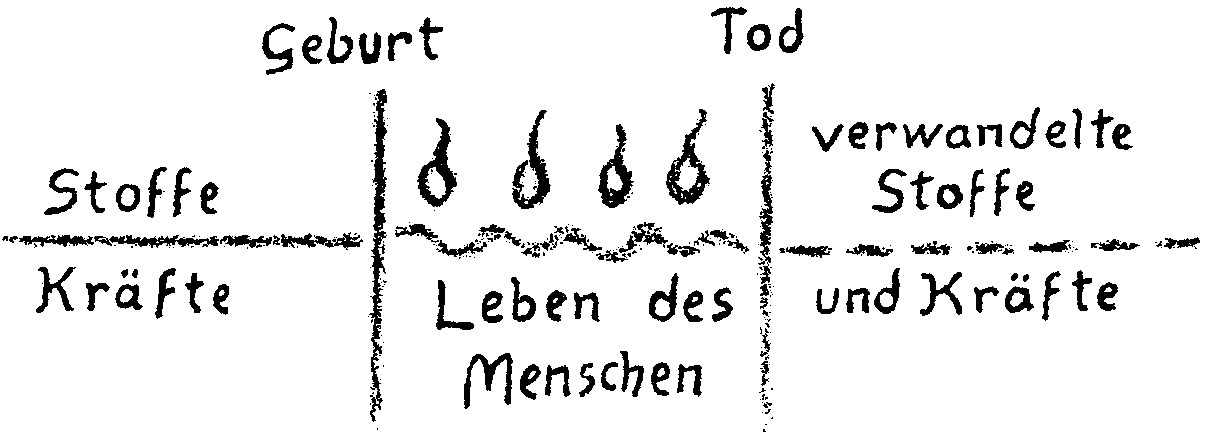 Geburt
Tod
Stoffe
Kräfte
Leben des
Menschen
verwandelte
Stoffe
und Kräfte